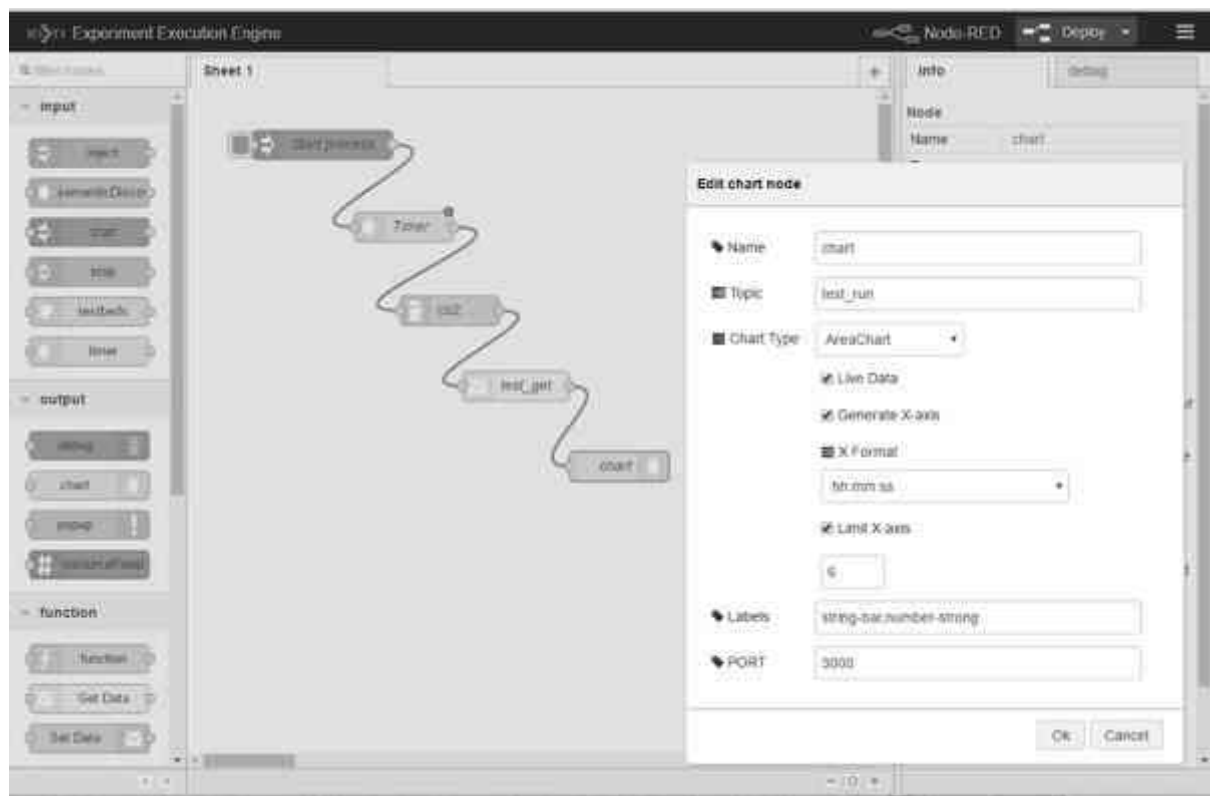 Experiment Execution Engine
Node-RED
Deploy
Sheet 1
+
info
debug
input
inject
timer
output
debug
chart
popup
function
function
Get Data
Set Data
Start process
Timer
co2
test_get
chart
Node
Name chart
Edit chart node
Name chart
Topic test_run
Chart Type AreaChart
Live Data
Generate X-axis
X Format
hh:mm:ss
Limit X-axis
6
Labels string-bar,number-strong
PORT 3000
Ok Cancel